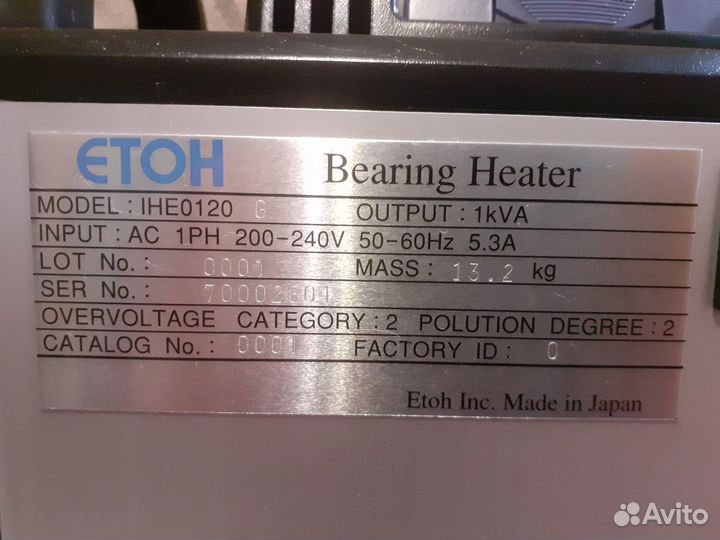 ETOH Bearing Heater
MODEL : IHE0120 G OUTPUT : 1kVA
INPUT : AC 1PH 200-240V 50-60Hz 5.3A
LOT No. : 0001 MASS : 13.2 kg
SER No. :
OVERVOLTAGE CATEGORY : 2 POLUTION DEGREE : 2
CATALOG No. : 0001 FACTORY ID : 0
Etoh Inc. Made in Japan
Avito